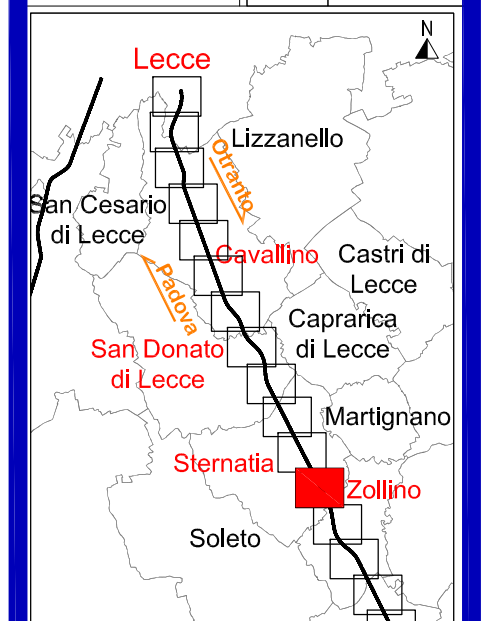 N
Lecce
Lizzanello
Otranto
San Cesario
di Lecce
Cavallino
Castri di
Lecce
Padova
Caprarica
di Lecce
San Donato
di Lecce
Martignano
Sternatia
Zollino
Soleto